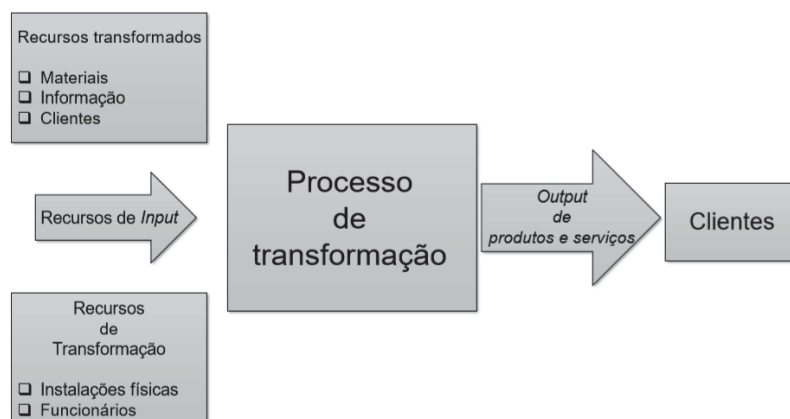 Recursos transformados
❑ Materiais
❑ Informação
❑ Clientes
Recursos de Input
Recursos
de
Transformação
❑ Instalações físicas
❑ Funcionários
Processo
de
transformação
Output
de
produtos e serviços
Clientes